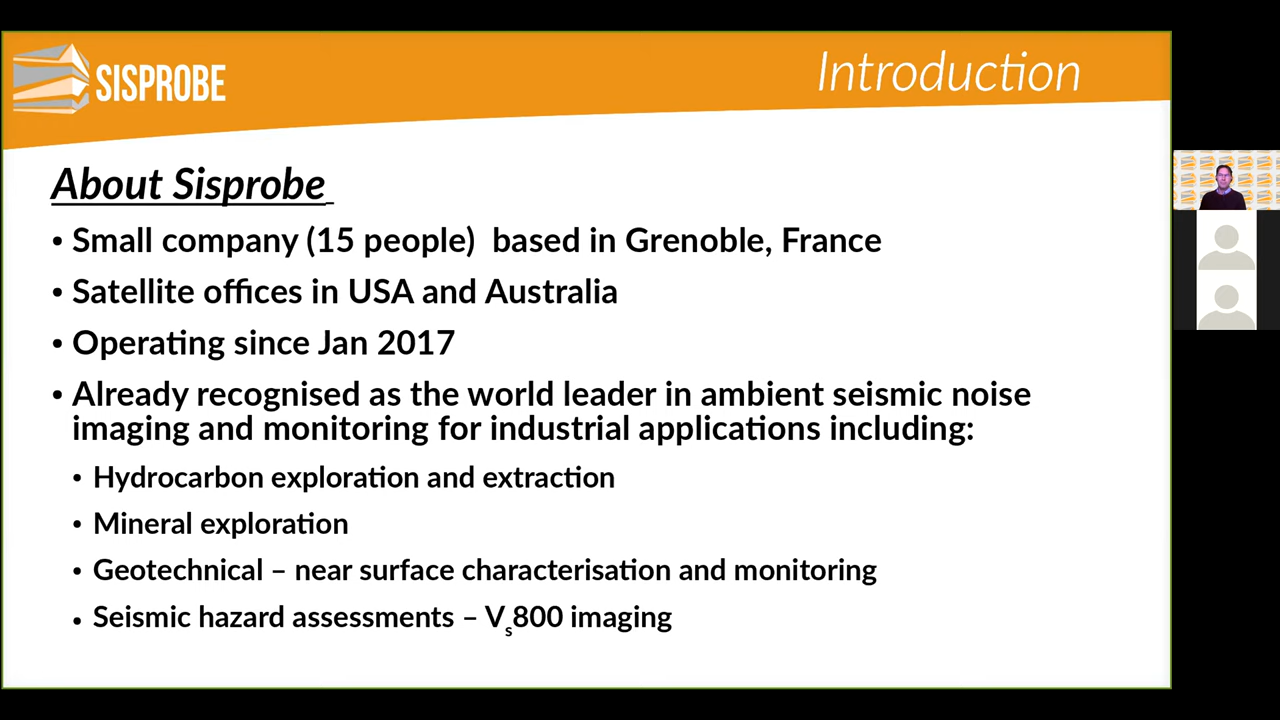 SISPROBE
Introduction
About Sisprobe
• Small company (15 people)  based in Grenoble, France
• Satellite offices in USA and Australia
• Operating since Jan 2017
• Already recognised as the world leader in ambient seismic noise
imaging and monitoring for industrial applications including:
• Hydrocarbon exploration and extraction
• Mineral exploration
• Geotechnical – near surface characterisation and monitoring
• Seismic hazard assessments – Vs800 imaging